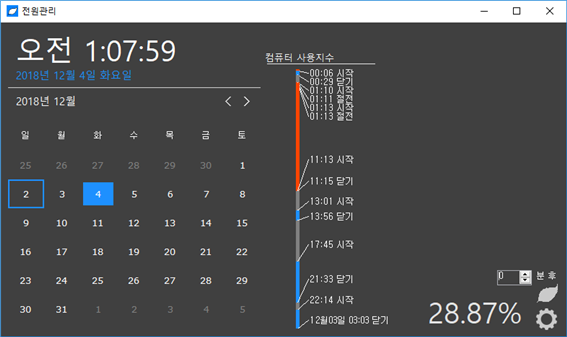 전원관리
오전 1:07:59
2018년 12월 4일 화요일
2018년 12월
일 월 화 수 목 금 토
25 26 27 28 29 30 1
2 3 4 5 6 7 8
9 10 11 12 13 14 15
16 17 18 19 20 21 22
23 24 25 26 27 28 29
30 31 1 2 3 4 5
컴퓨터 사용지수
00:06 시작
00:29 닫기
01:10 시작
01:11 절전
01:13 시작
01:13 절전
11:13 시작
11:15 닫기
13:01 시작
13:56 닫기
17:45 시작
21:33 닫기
22:14 시작
12월03일 03:03 닫기
0 분 후
28.87%